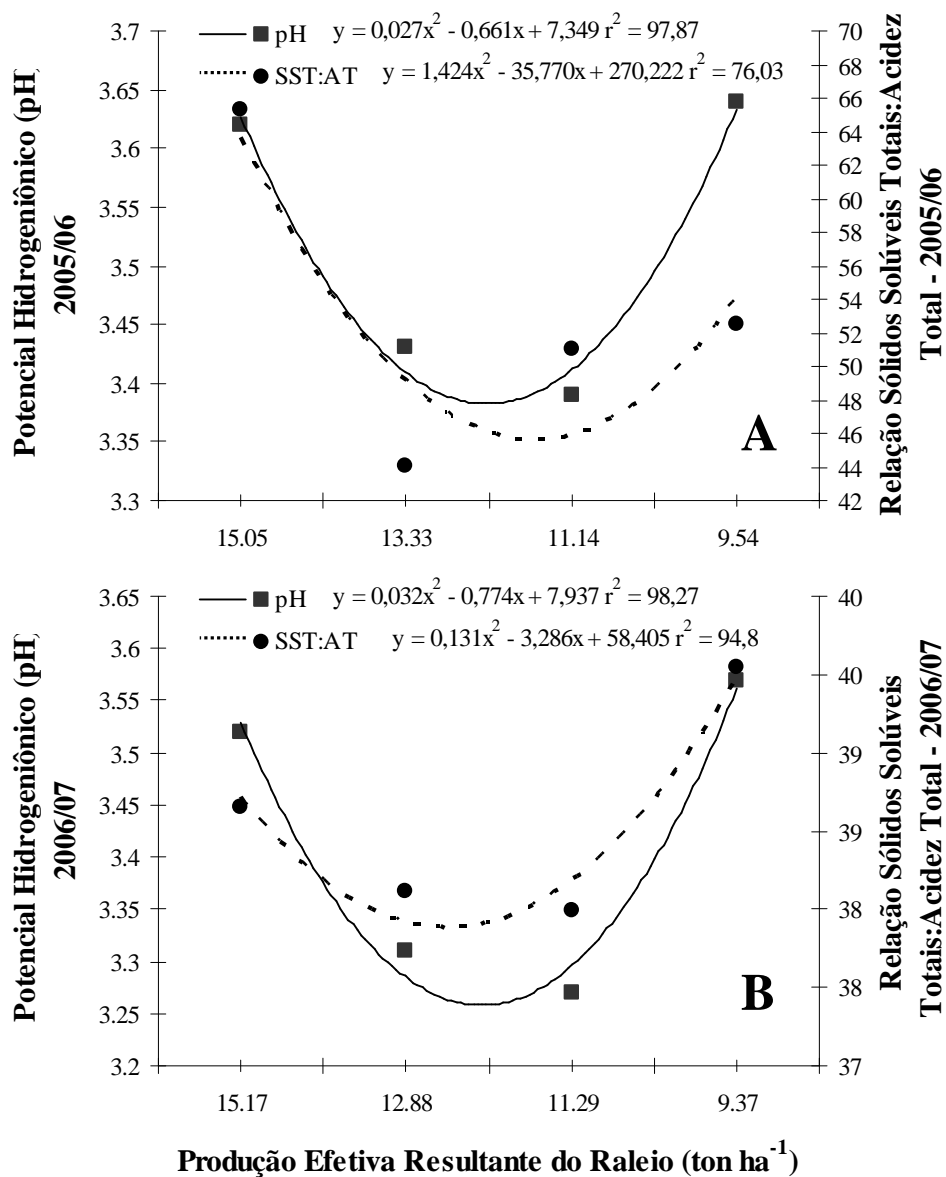 pH y = 0,027x² - 0,661x + 7,349 r² = 97,87
SST:AT y = 1,424x² - 35,770x + 270,222 r² = 76,03
Potencial Hidrogeniônico (pH)
2005/06
3.7
3.65
3.6
3.55
3.5
3.45
3.4
3.35
3.3
70
68
66
64
62
60
58
56
54
52
50
48
46
44
42
Relação Sólidos Solúveis Totais:Acidez
Total - 2005/06
A
15.05 13.33 11.14 9.54
pH y = 0,032x² - 0,774x + 7,937 r² = 98,27
SST:AT y = 0,131x² - 3,286x + 58,405 r² = 94,8
Potencial Hidrogeniônico (pH)
2006/07
3.65
3.6
3.55
3.5
3.45
3.4
3.35
3.3
3.25
3.2
40
40
39
39
38
38
37
Relação Sólidos Solúveis
Totais:Acidez Total - 2006/07
B
15.17 12.88 11.29 9.37
Produção Efetiva Resultante do Raleio (ton ha⁻¹)